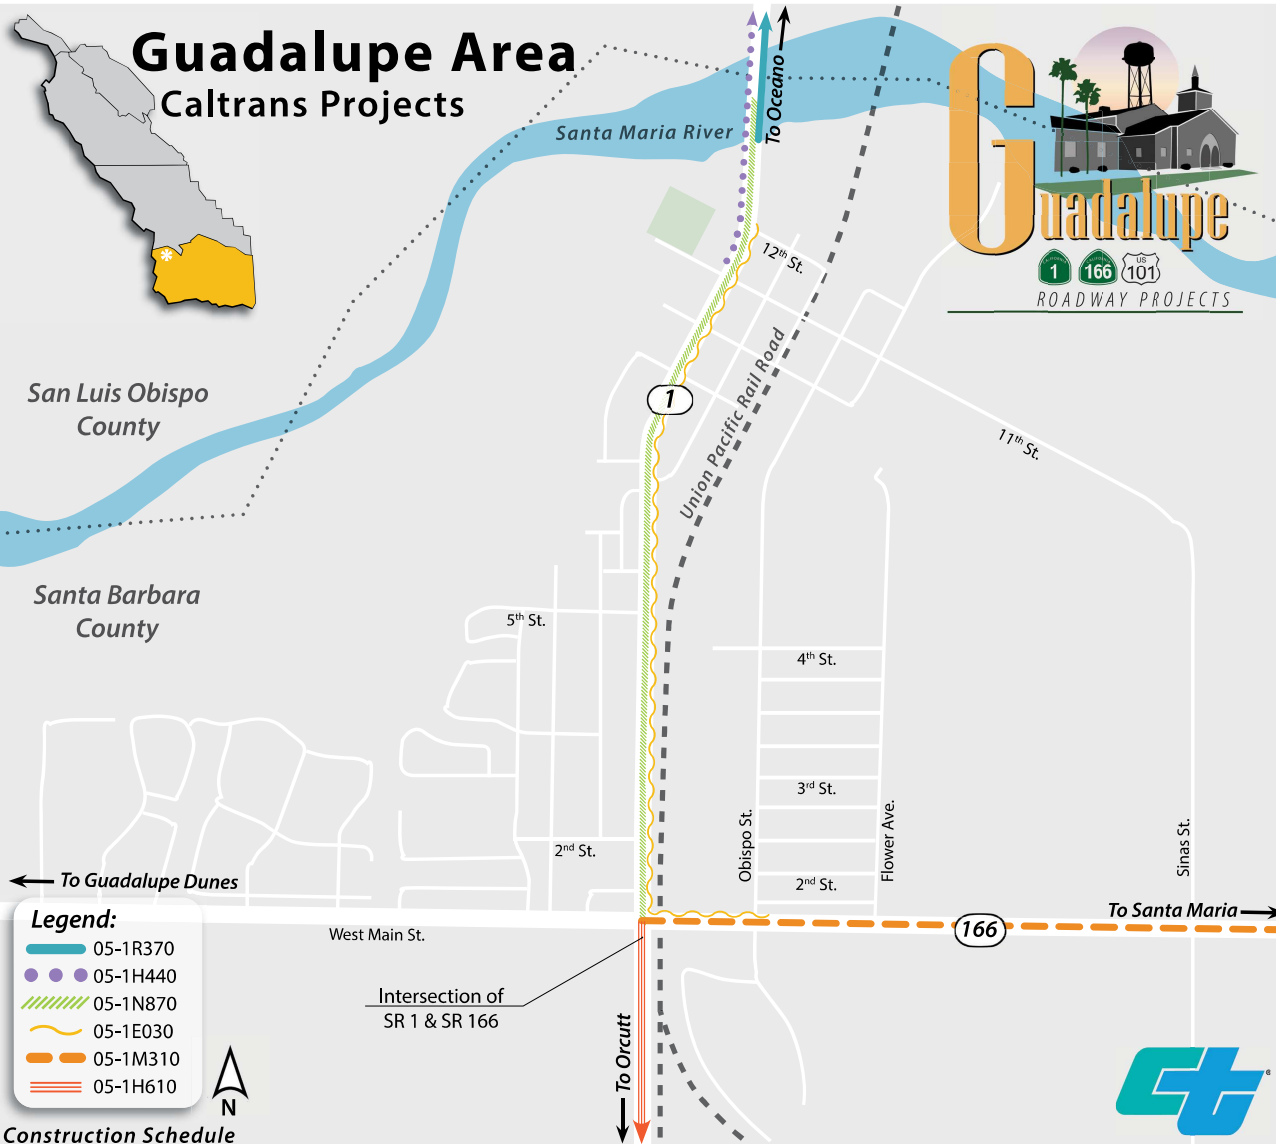 Guadalupe Area
Caltrans Projects
To Oceano
Santa Maria River
Guadalupe
CALIFORNIA
1
CALIFORNIA
166
US
101
ROADWAY PROJECTS
12th St.
San Luis Obispo
County
1
Union Pacific Rail Road
11th St.
Santa Barbara
County
5th St.
4th St.
3rd St.
Obispo St.
Flower Ave.
Sinas St.
2nd St.
2nd St.
To Guadalupe Dunes
To Santa Maria
West Main St.
166
Legend:
05-1R370
05-1H440
05-1N870
05-1E030
05-1M310
05-1H610
Intersection of
SR 1 & SR 166
To Orcutt
N
ct
®
Construction Schedule